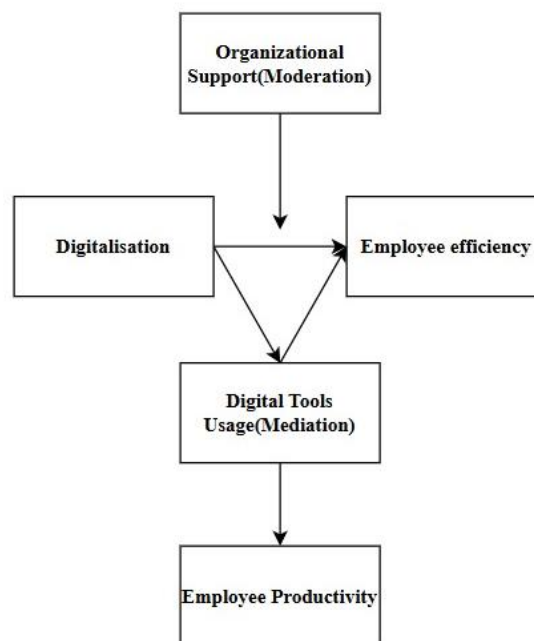 Organizational
Support(Moderation)
Digitalisation
Employee efficiency
Digital Tools
Usage(Mediation)
Employee Productivity